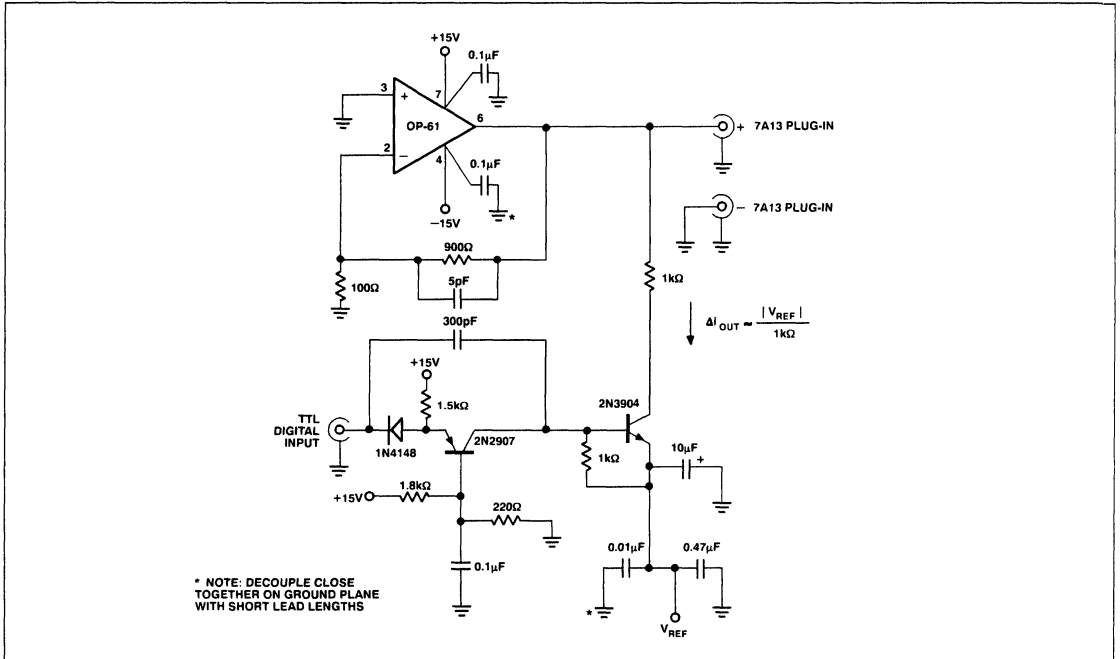 +15V
0.1μF
3
7
+
OP-61
6
2
−
4
0.1μF
*
−15V
+ 7A13 PLUG-IN
− 7A13 PLUG-IN
900Ω
5pF
100Ω
1kΩ
ΔI OUT ≈ | VREF | / 1kΩ
300pF
+15V
1.5kΩ
TTL
DIGITAL
INPUT
1N4148
2N2907
2N3904
1kΩ
10μF
+
+15V
1.8kΩ
220Ω
0.1μF
0.01μF
0.47μF
*
VREF
* NOTE: DECOUPLE CLOSE
TOGETHER ON GROUND PLANE
WITH SHORT LEAD LENGTHS